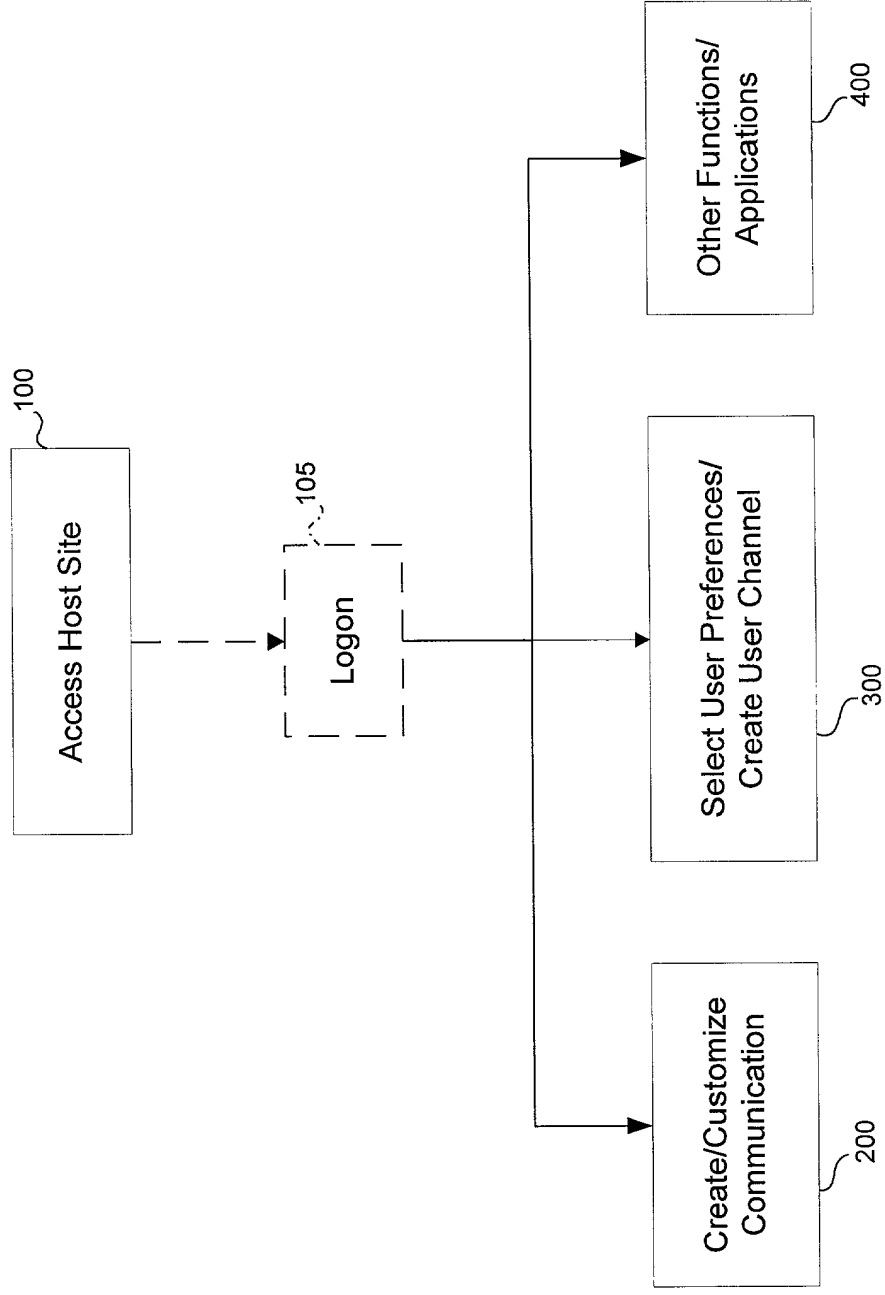 100
Access Host Site
105
Logon
Create/Customize
Communication
200
Select User Preferences/
Create User Channel
300
Other Functions/
Applications
400